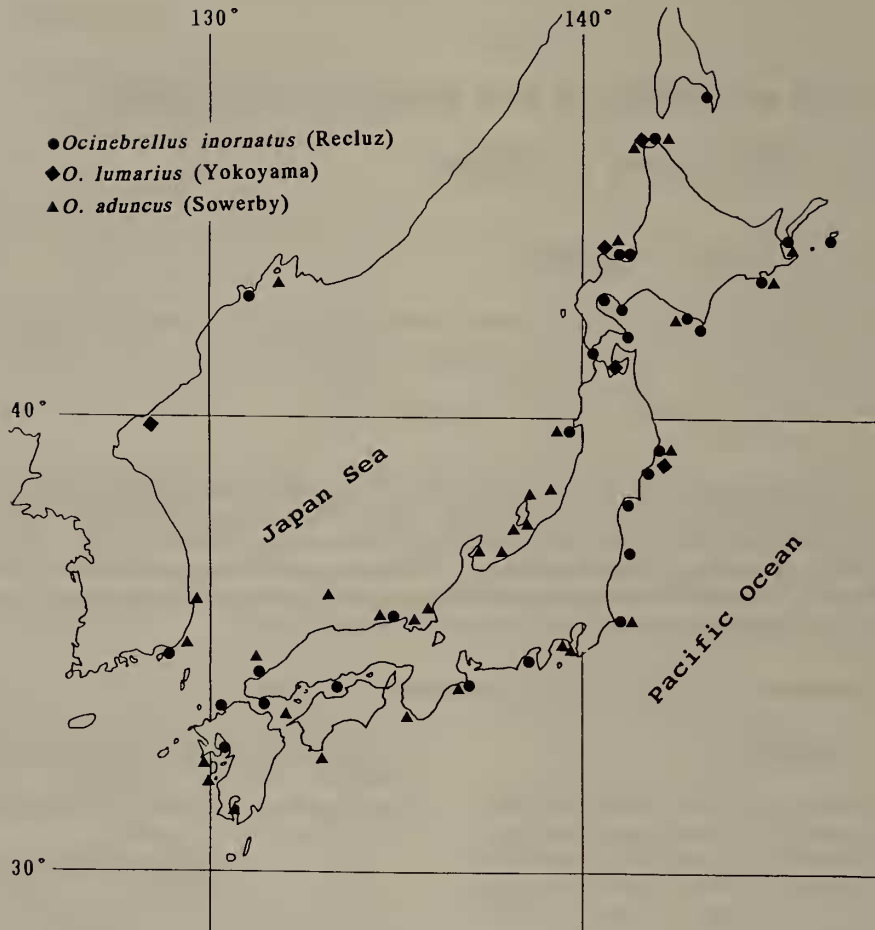 130°
140°
● Ocinebrellus inornatus (Recluz)
◆ O. lumarius (Yokoyama)
▲ O. aduncus (Sowerby)
40°
Japan Sea
Pacific Ocean
30°